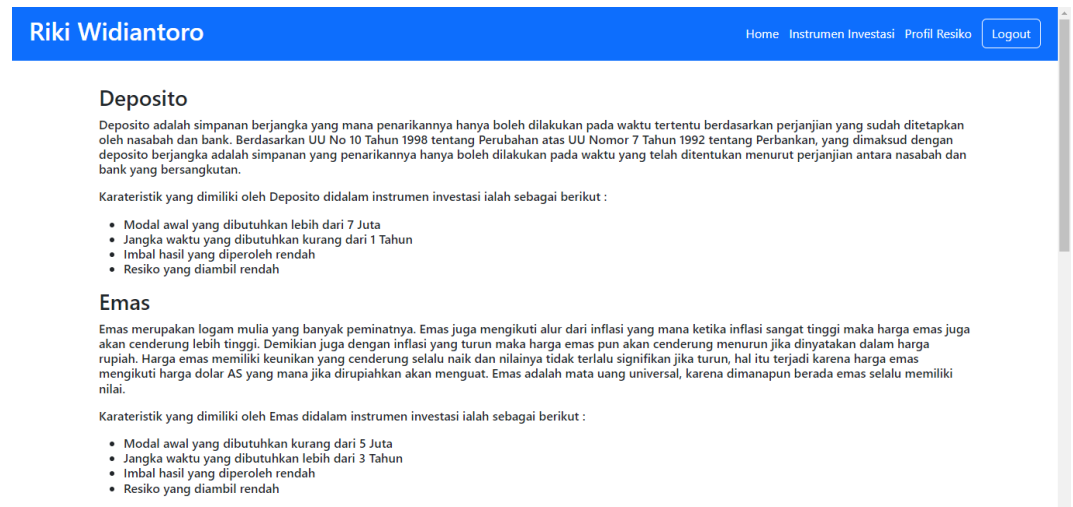 Riki Widiantoro
Home Instrumen Investasi Profil Resiko Logout
Deposito
Deposito adalah simpanan berjangka yang mana penarikannya hanya boleh dilakukan pada waktu tertentu berdasarkan perjanjian yang sudah ditetapkan
oleh nasabah dan bank. Berdasarkan UU No 10 Tahun 1998 tentang Perubahan atas UU Nomor 7 Tahun 1992 tentang Perbankan, yang dimaksud dengan
deposito berjangka adalah simpanan yang penarikannya hanya boleh dilakukan pada waktu yang telah ditentukan menurut perjanjian antara nasabah dan
bank yang bersangkutan.
Karateristik yang dimiliki oleh Deposito didalam instrumen investasi ialah sebagai berikut :
• Modal awal yang dibutuhkan lebih dari 7 Juta
• Jangka waktu yang dibutuhkan kurang dari 1 Tahun
• Imbal hasil yang diperoleh rendah
• Resiko yang diambil rendah
Emas
Emas merupakan logam mulia yang banyak peminatnya. Emas juga mengikuti alur dari inflasi yang mana ketika inflasi sangat tinggi maka harga emas juga
akan cenderung lebih tinggi. Demikian juga dengan inflasi yang turun maka harga emas pun akan cenderung menurun jika dinyatakan dalam harga
rupiah. Harga emas memiliki keunikan yang cenderung selalu naik dan nilainya tidak terlalu signifikan jika turun, hal itu terjadi karena harga emas
mengikuti harga dolar AS yang mana jika dirupiahkan akan menguat. Emas adalah mata uang universal, karena dimanapun berada emas selalu memiliki
nilai.
Karateristik yang dimiliki oleh Emas didalam instrumen investasi ialah sebagai berikut :
• Modal awal yang dibutuhkan kurang dari 5 Juta
• Jangka waktu yang dibutuhkan lebih dari 3 Tahun
• Imbal hasil yang diperoleh rendah
• Resiko yang diambil rendah